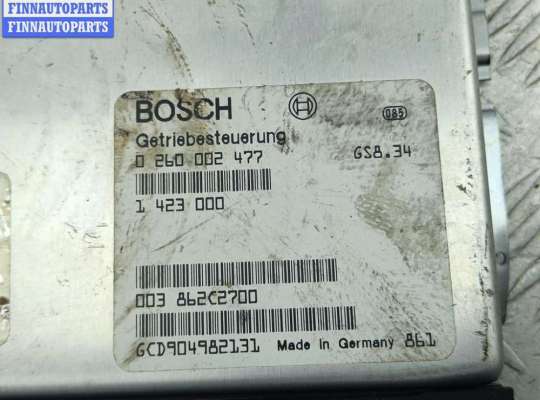 FINNAUTOPARTS
FINNAUTOPARTS
BOSCH
085
Getriebesteuerung
0 260 002 477 GS8.34
1 423 000
003 862C2700
GCD904982131 Made in Germany 861